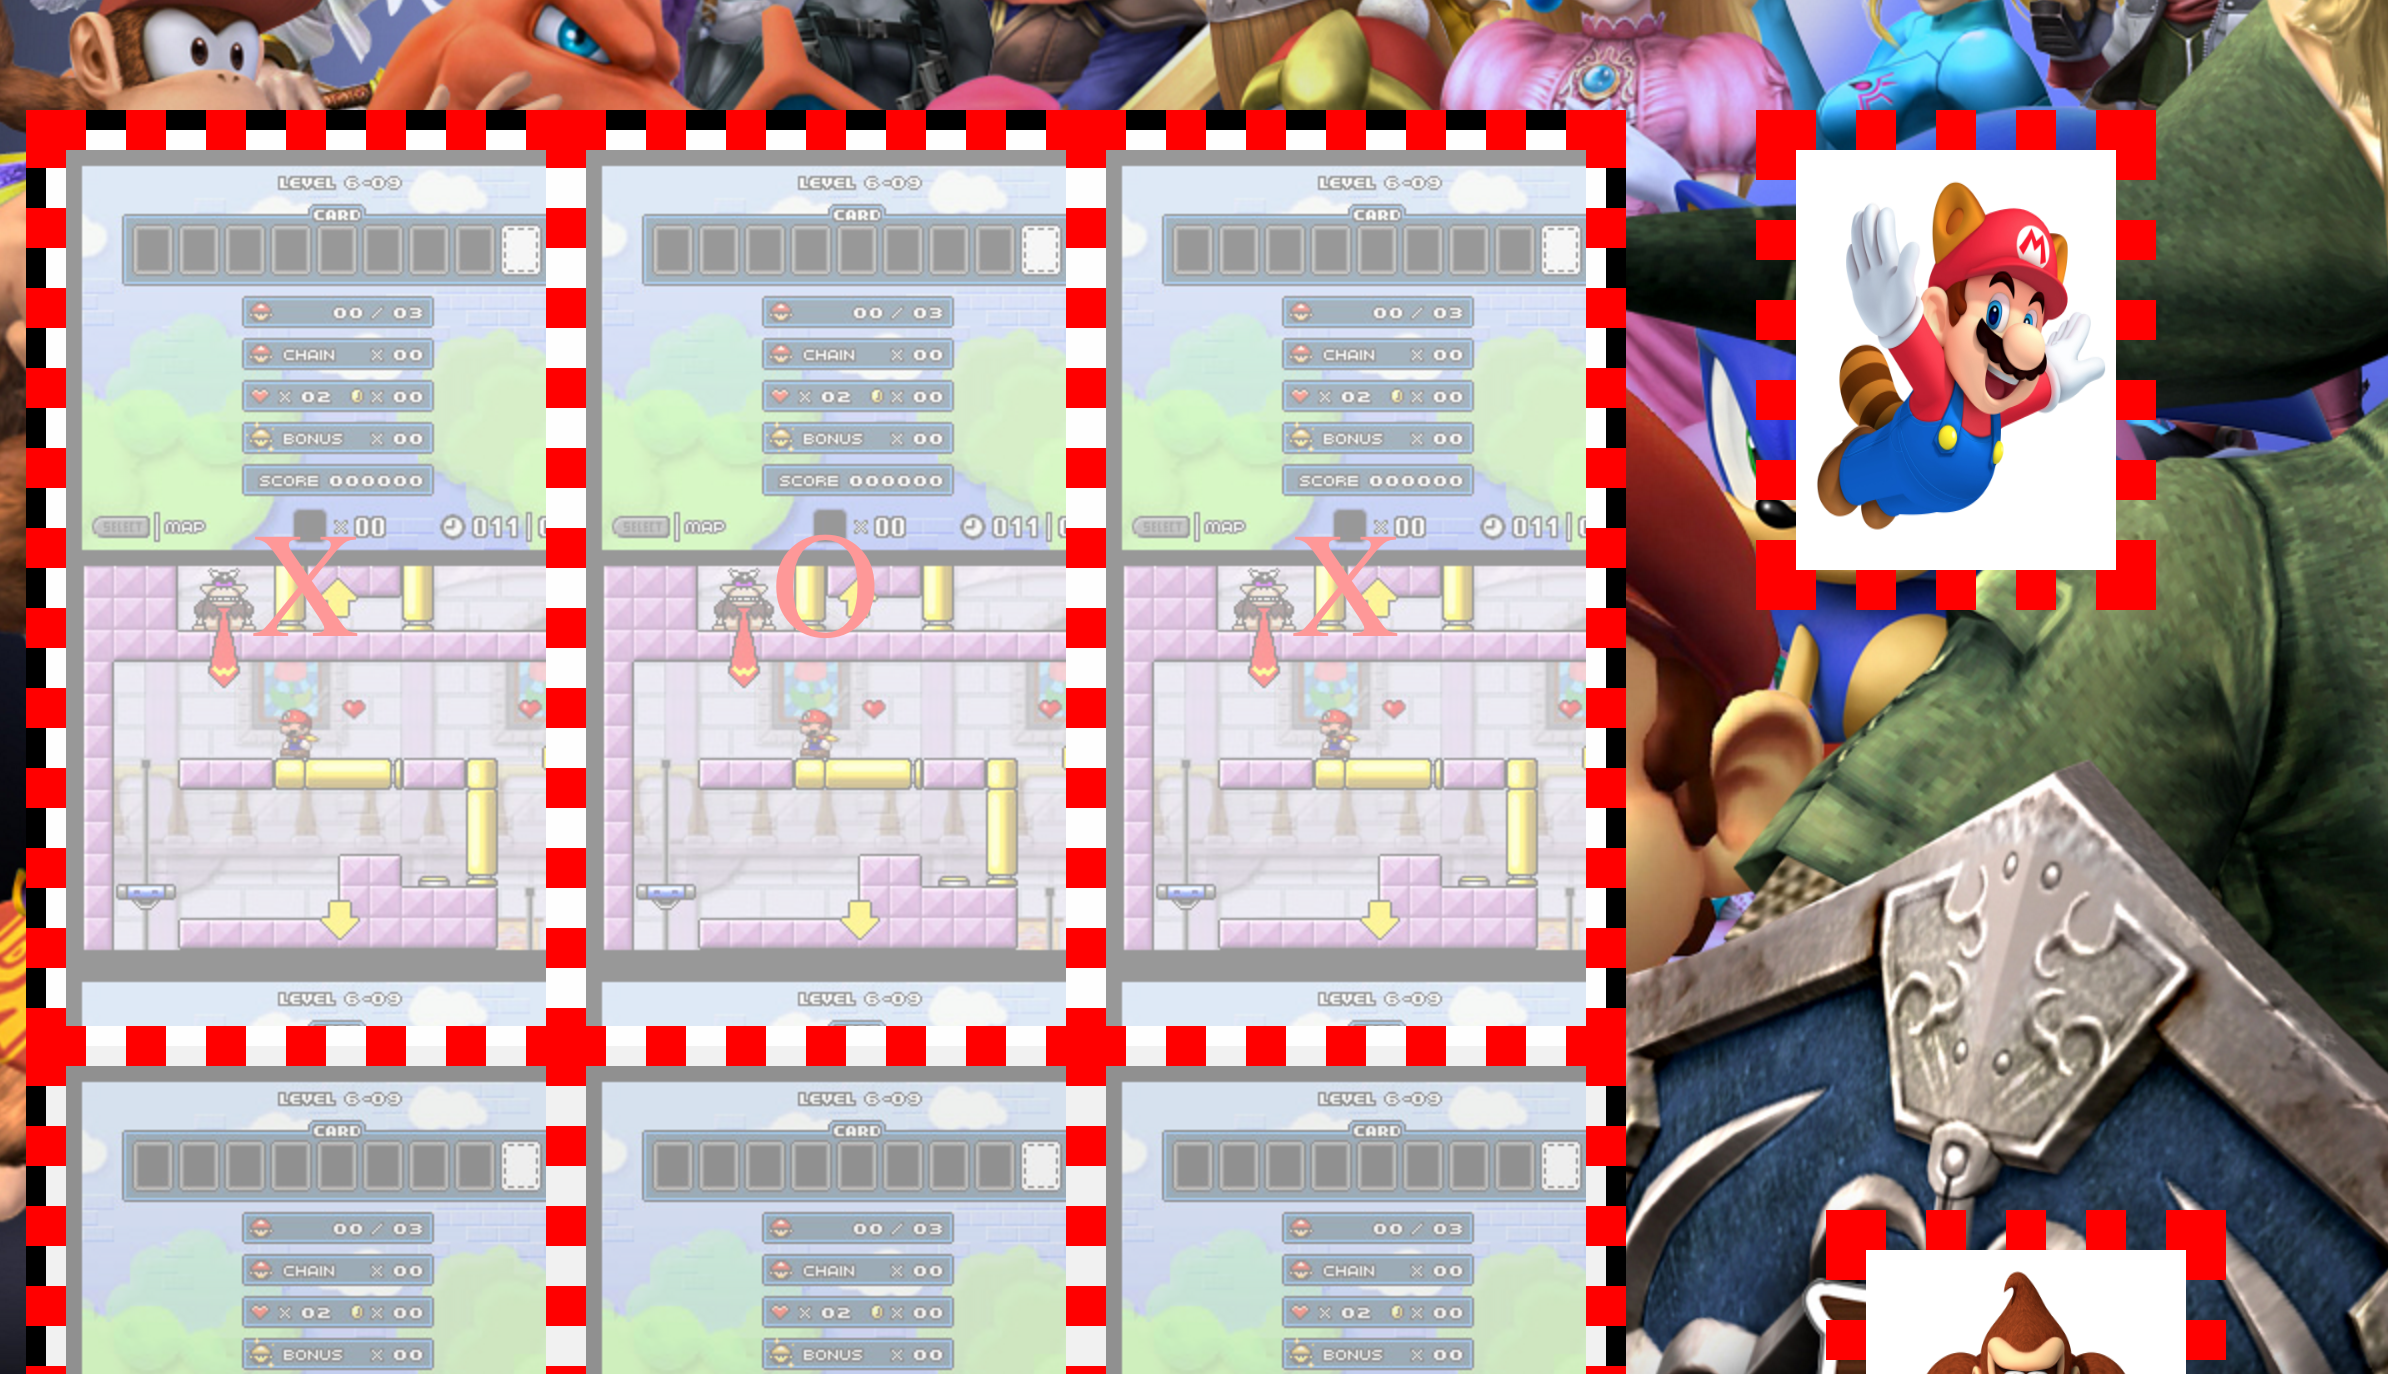 LEVEL 6-09
CARD
00 / 03
CHAIN X 00
X 02 X 00
BONUS X 00
SCORE 000000
SELECT MAP X 00 011
X
LEVEL 6-09
LEVEL 6-09
CARD
00 / 03
CHAIN X 00
X 02 X 00
BONUS X 00
SCORE 000000
SELECT MAP X 00 011
O
LEVEL 6-09
LEVEL 6-09
CARD
00 / 03
CHAIN X 00
X 02 X 00
BONUS X 00
SCORE 000000
SELECT MAP X 00 011
X
LEVEL 6-09
M
LEVEL 6-09
CARD
00 / 03
CHAIN X 00
X 02 X 00
BONUS X 00
LEVEL 6-09
CARD
00 / 03
CHAIN X 00
X 02 X 00
BONUS X 00
LEVEL 6-09
CARD
00 / 03
CHAIN X 00
X 02 X 00
BONUS X 00